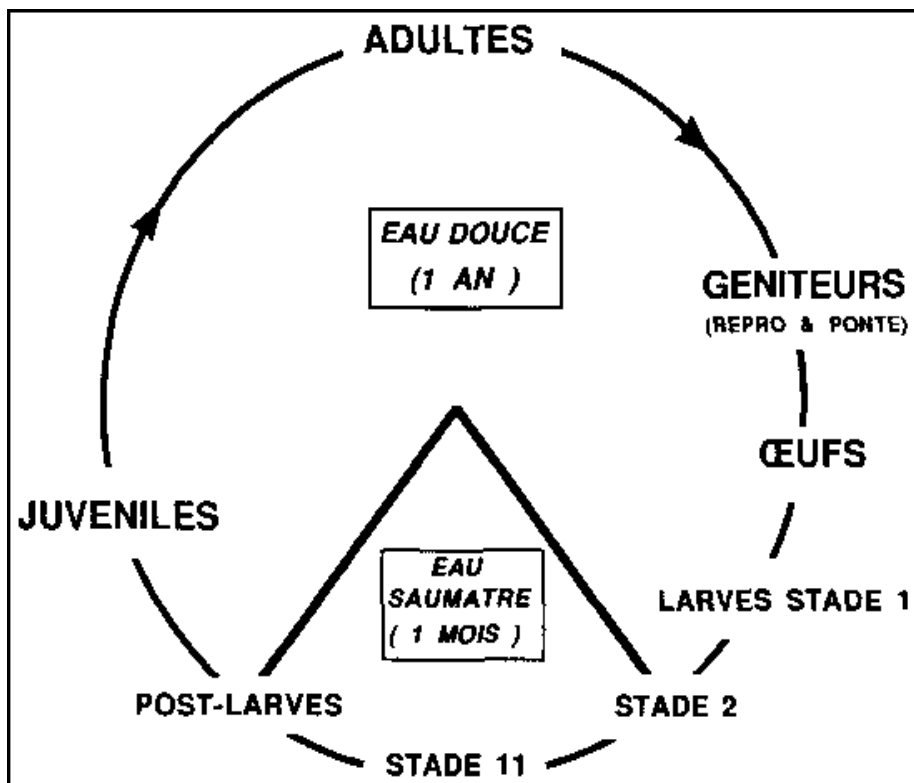 ADULTES
EAU DOUCE
(1 AN )
GENITEURS
(REPRO & PONTE)
ŒUFS
JUVENILES
EAU
SAUMATRE
( 1 MOIS )
LARVES STADE 1
POST-LARVES
STADE 2
STADE 11